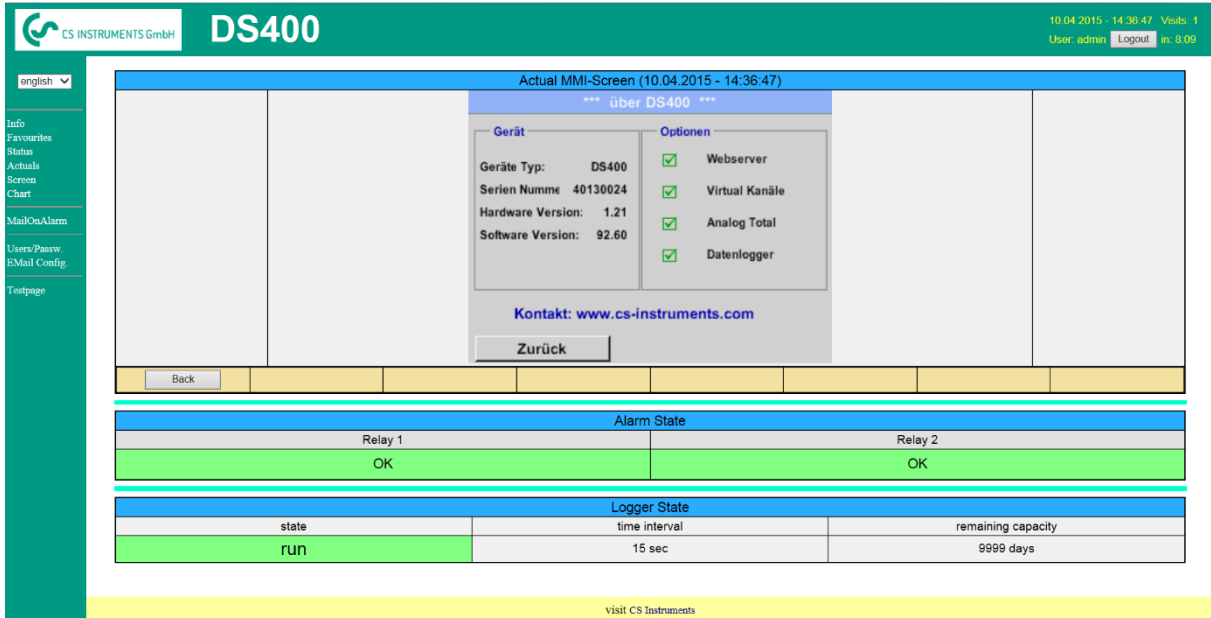 CS INSTRUMENTS GmbH
DS400
10.04.2015 - 14:36:47 Visits: 1
User: admin Logout in: 8:09
english
Info
Favourites
Status
Actuals
Screen
Chart
MailOnAlarm
Users/Passw.
EMail Config.
Testpage
Actual MMI-Screen (10.04.2015 - 14:36:47)
*** über DS400 ***
Gerät
Geräte Typ: DS400
Serien Numme 40130024
Hardware Version: 1.21
Software Version: 92.60
Optionen
Webserver
Virtual Kanäle
Analog Total
Datenlogger
Kontakt: www.cs-instruments.com
Zurück
Back
Alarm State
Relay 1 Relay 2
OK OK
Logger State
state time interval remaining capacity
run 15 sec 9999 days
visit CS Instruments